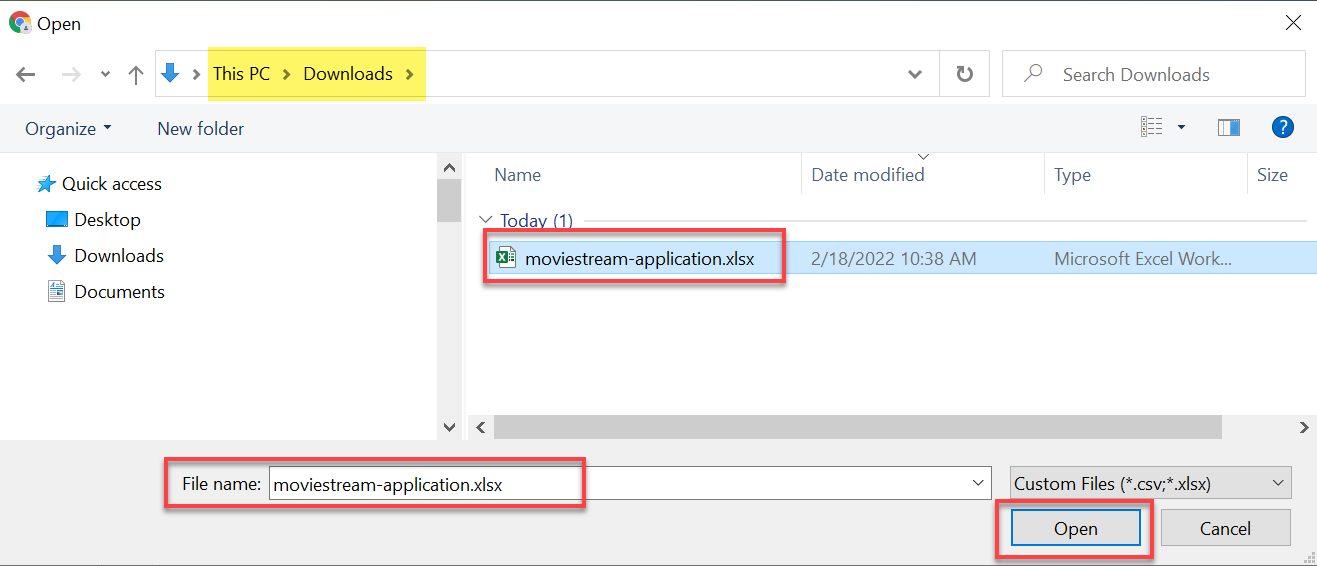 Open
This PC > Downloads >
Search Downloads
Organize
New folder
?
Name
Date modified
Type
Size
Quick access
Desktop
Downloads
Documents
Today (1)
moviestream-application.xlsx 2/18/2022 10:38 AM Microsoft Excel Work...
File name: moviestream-application.xlsx
Custom Files (*.csv;*.xlsx)
Open
Cancel